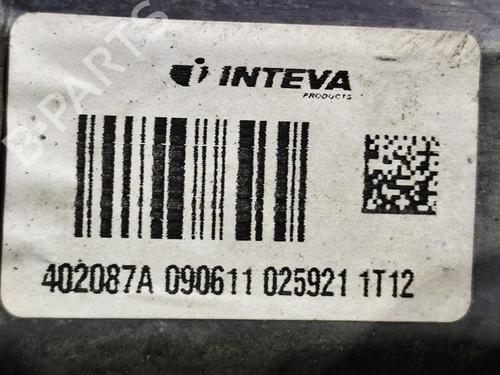 INTEVA
PRODUCTS
402087A 090611 025921 1T12
B-PARTS